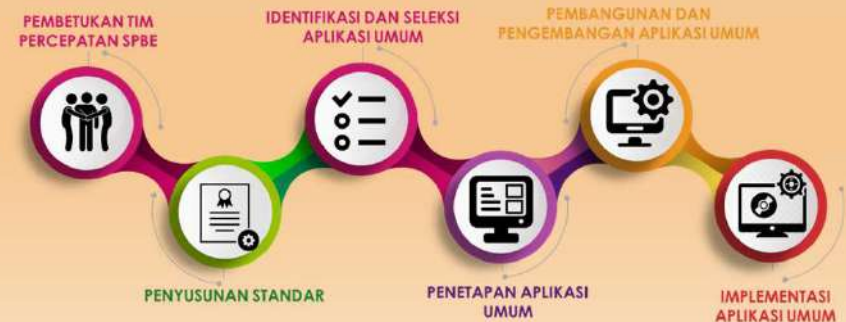 PEMBETUKAN TIM
PERCEPATAN SPBE
PENYUSUNAN STANDAR
IDENTIFIKASI DAN SELEKSI
APLIKASI UMUM
PENETAPAN APLIKASI
UMUM
PEMBANGUNAN DAN
PENGEMBANGAN APLIKASI UMUM
IMPLEMENTASI
APLIKASI UMUM